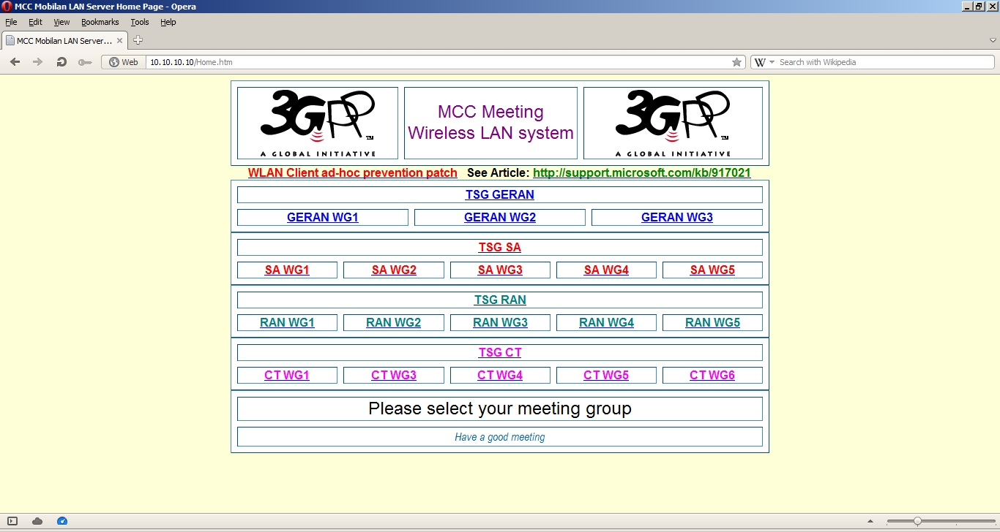 MCC Mobilan LAN Server Home Page - Opera
File Edit View Bookmarks Tools Help
MCC Mobilan LAN Server...
Web 10.10.10.10/Home.htm W Search with Wikipedia
3GPP™ MCC Meeting 3GPP™
Wireless LAN system
A GLOBAL INITIATIVE A GLOBAL INITIATIVE
WLAN Client ad-hoc prevention patch See Article: http://support.microsoft.com/kb/917021
TSG GERAN
GERAN WG1 GERAN WG2 GERAN WG3
TSG SA
SA WG1 SA WG2 SA WG3 SA WG4 SA WG5
TSG RAN
RAN WG1 RAN WG2 RAN WG3 RAN WG4 RAN WG5
TSG CT
CT WG1 CT WG3 CT WG4 CT WG5 CT WG6
Please select your meeting group
Have a good meeting